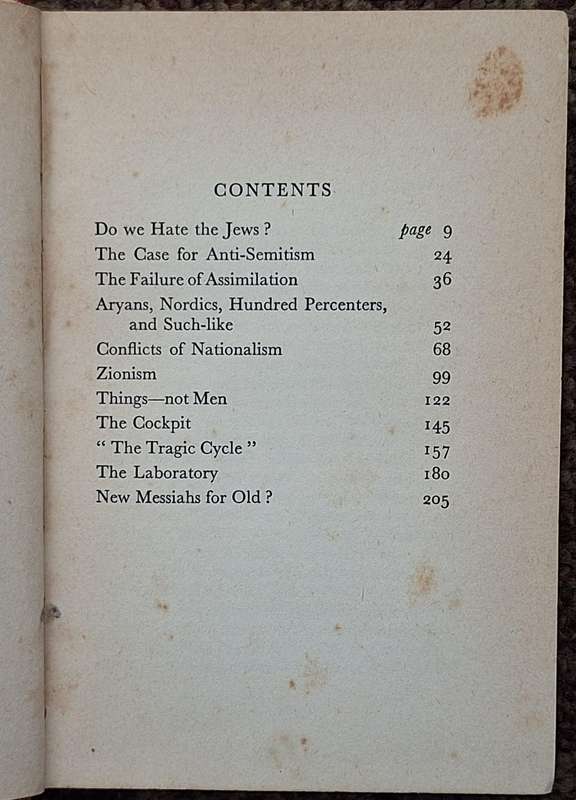 CONTENTS
Do we Hate the Jews ? page 9
The Case for Anti-Semitism 24
The Failure of Assimilation 36
Aryans, Nordics, Hundred Percenters,
and Such-like 52
Conflicts of Nationalism 68
Zionism 99
Things—not Men 122
The Cockpit 145
“ The Tragic Cycle ” 157
The Laboratory 180
New Messiahs for Old ? 205